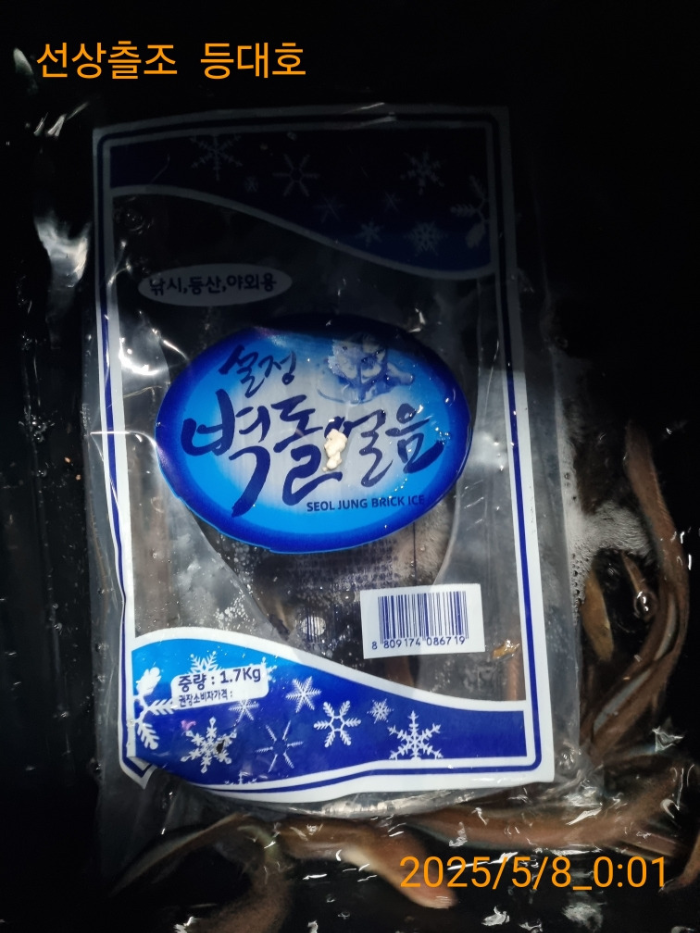 선상츨조 등대호
낚시,등산,야외용
설정
벽돌얼음
SEOL JUNG BRICK ICE
8 809174 086719
중량 : 1.7Kg
권장소비자가격 :
2025/5/8_0:01